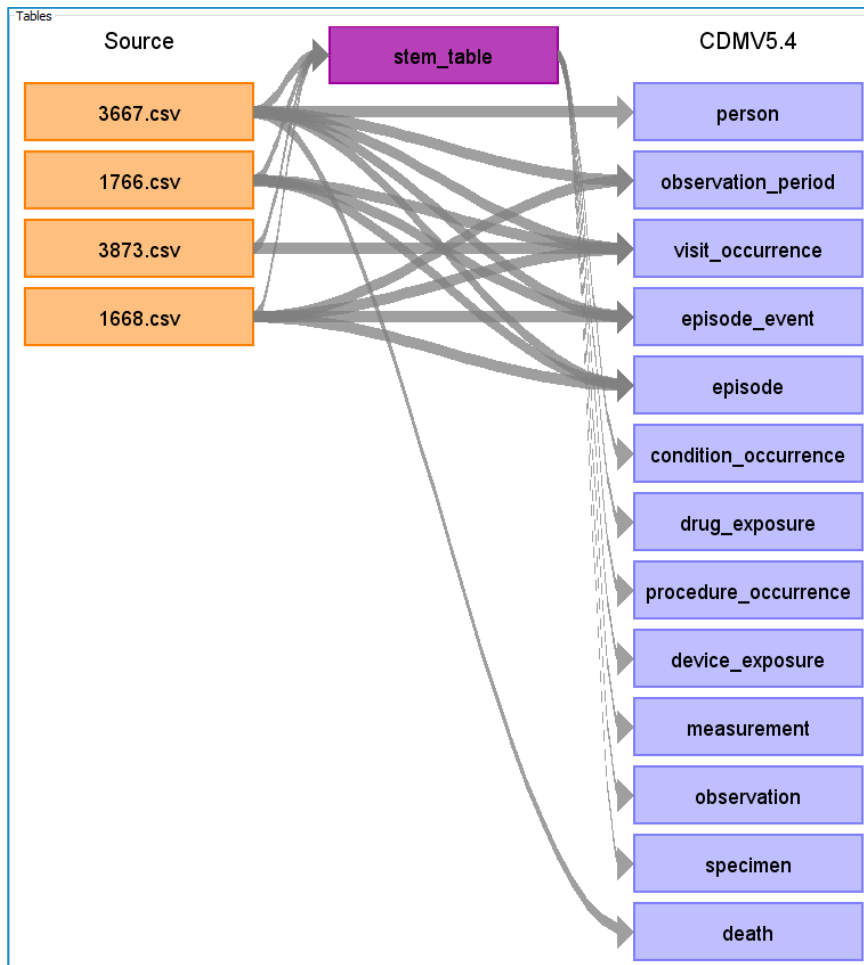 Tables
Source
stem_table
CDMV5.4
3667.csv
person
1766.csv
observation_period
3873.csv
visit_occurrence
1668.csv
episode_event
episode
condition_occurrence
drug_exposure
procedure_occurrence
device_exposure
measurement
observation
specimen
death